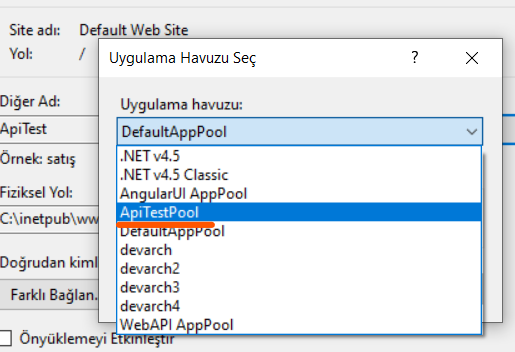 Site adı: Default Web Site
Yol: /
Uygulama Havuzu Seç
?
Diğer Ad:
Uygulama havuzu:
ApiTest
DefaultAppPool
Örnek: satış
.NET v4.5
.NET v4.5 Classic
Fiziksel Yol:
AngularUI AppPool
C:\inetpub\ww
ApiTestPool
DefaultAppPool
Doğrudan kiml
devarch
devarch2
Farklı Bağlan.
devarch3
devarch4
WebAPI AppPool
Önyüklemeyi Etkinleştir